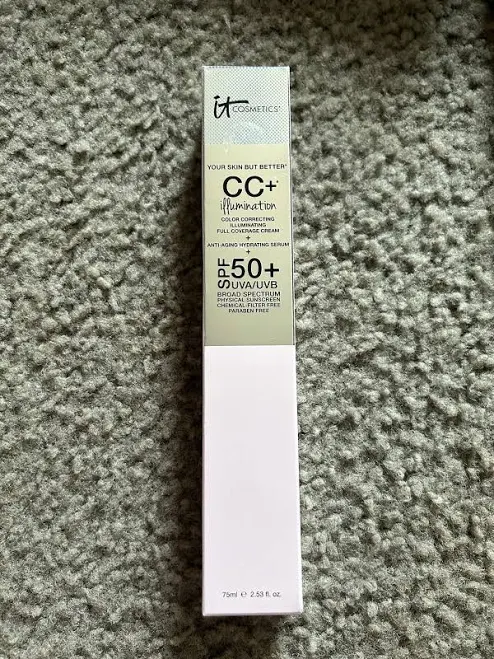 it COSMETICS®
YOUR SKIN BUT BETTER®
CC+®
illumination
COLOR CORRECTING
ILLUMINATING
FULL COVERAGE CREAM
+
ANTI-AGING HYDRATING SERUM
+
SPF 50+
UVA/UVB
BROAD SPECTRUM
PHYSICAL SUNSCREEN
CHEMICAL-FILTER FREE
PARABEN FREE
75ml ℮ 2.53 fl. oz.